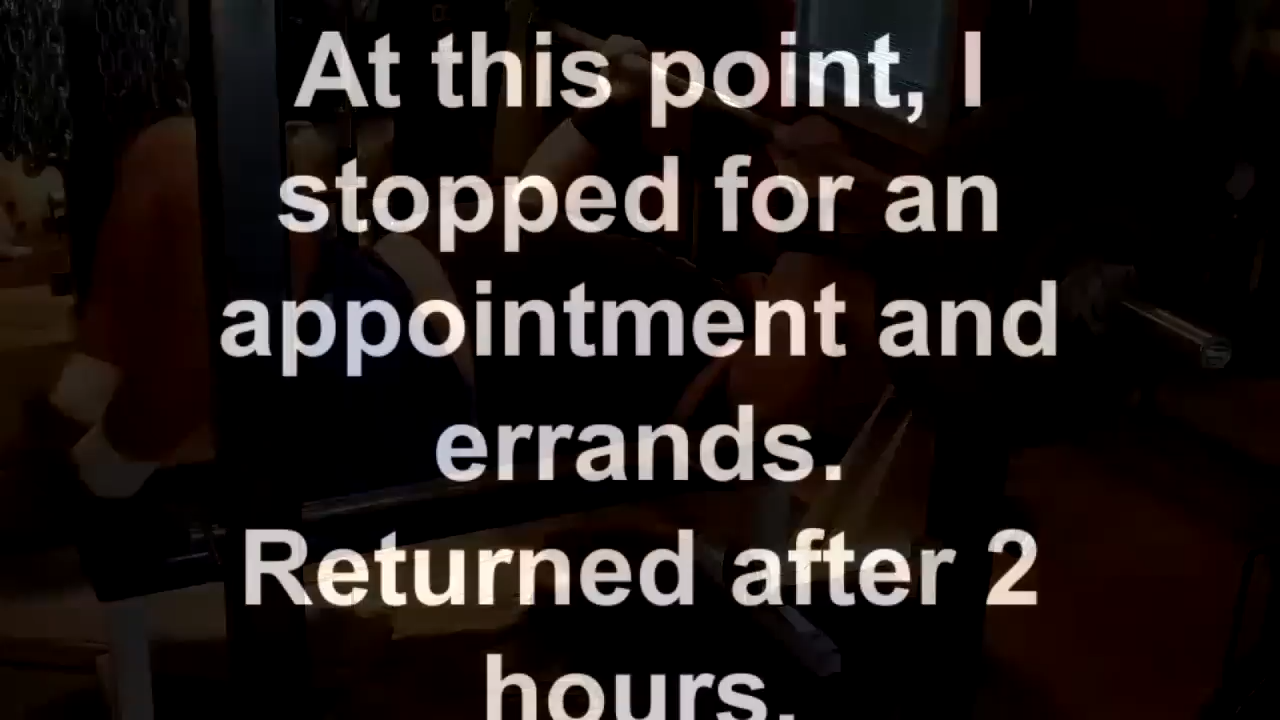 At this point, I
stopped for an
appointment and
errands.
Returned after 2
hours.